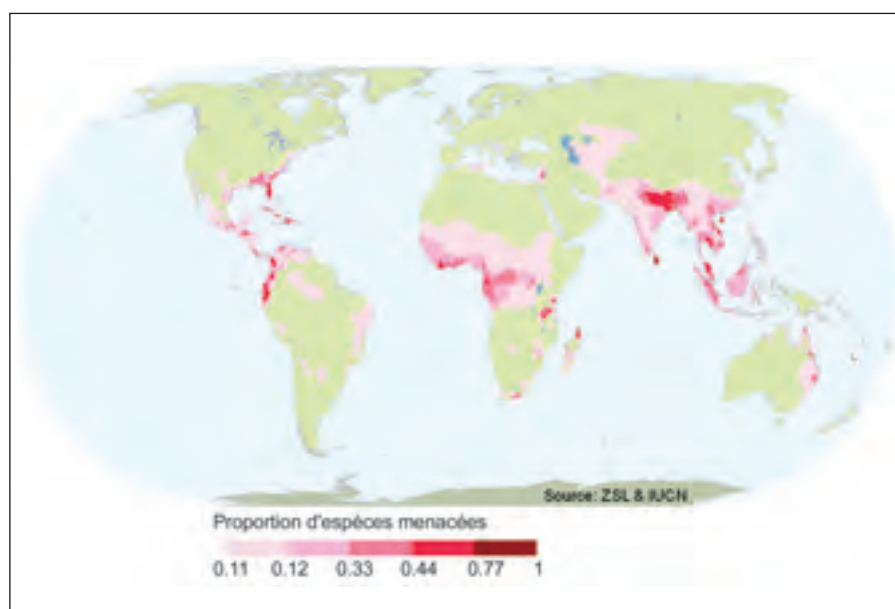 Source: ZSL & IUCN
Proportion d'espèces menacées
0.11 0.12 0.33 0.44 0.77 1